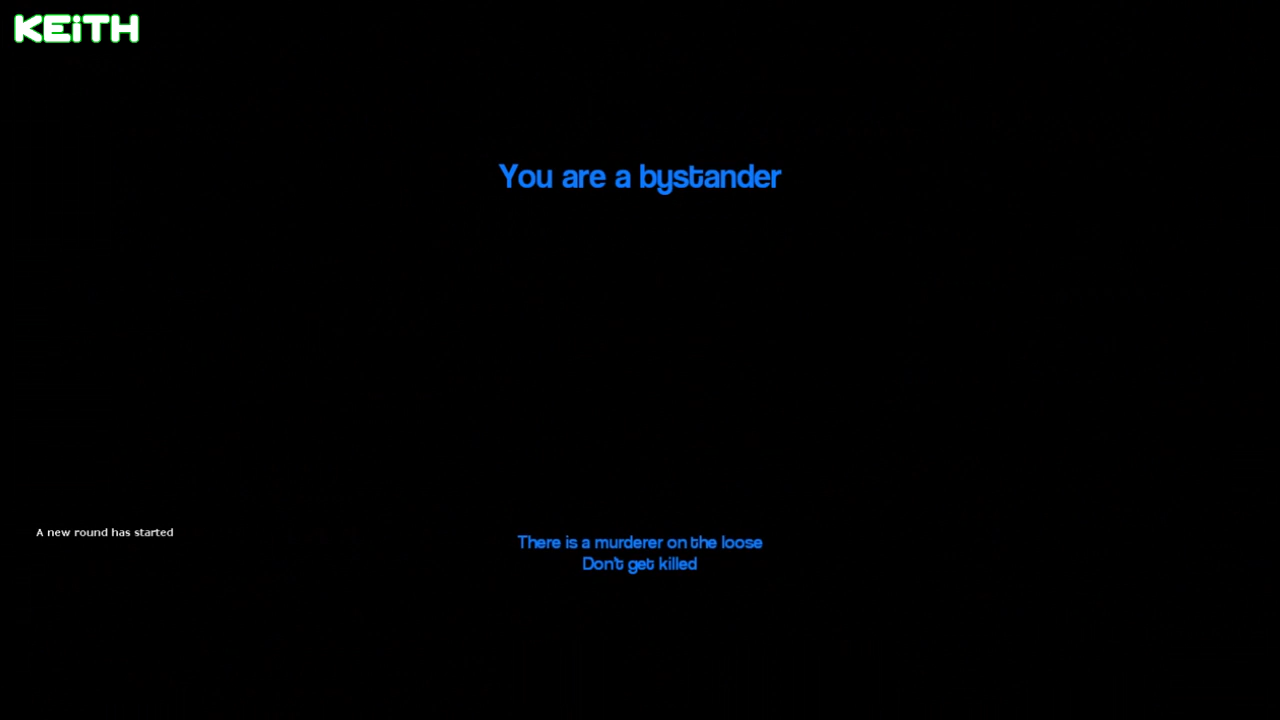 KEiTH
You are a bystander
A new round has started
There is a murderer on the loose
Don't get killed